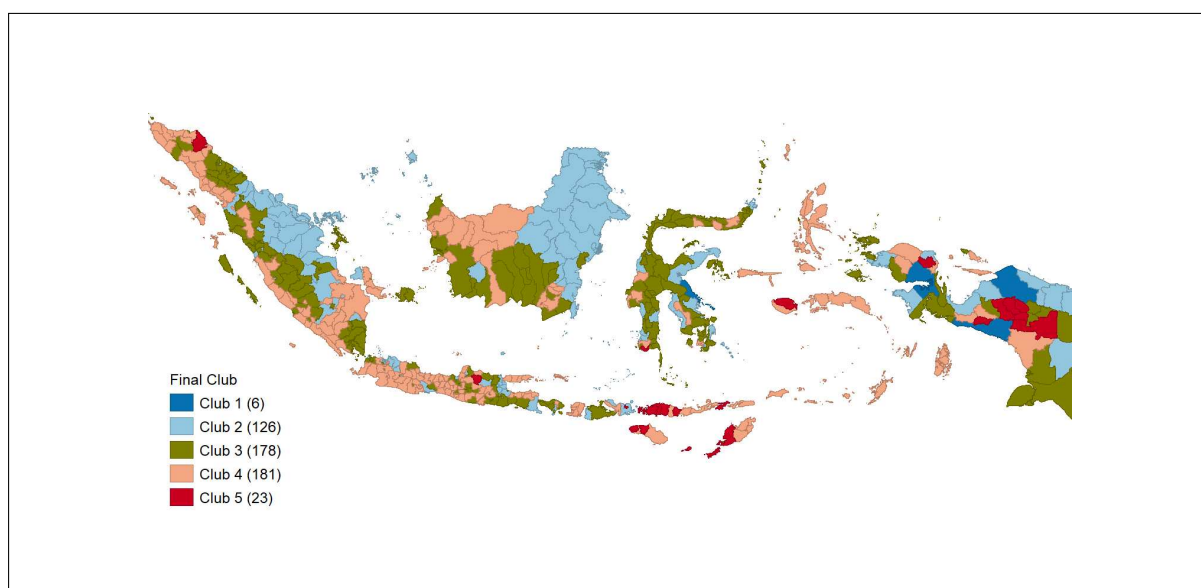 Final Club
Club 1 (6)
Club 2 (126)
Club 3 (178)
Club 4 (181)
Club 5 (23)